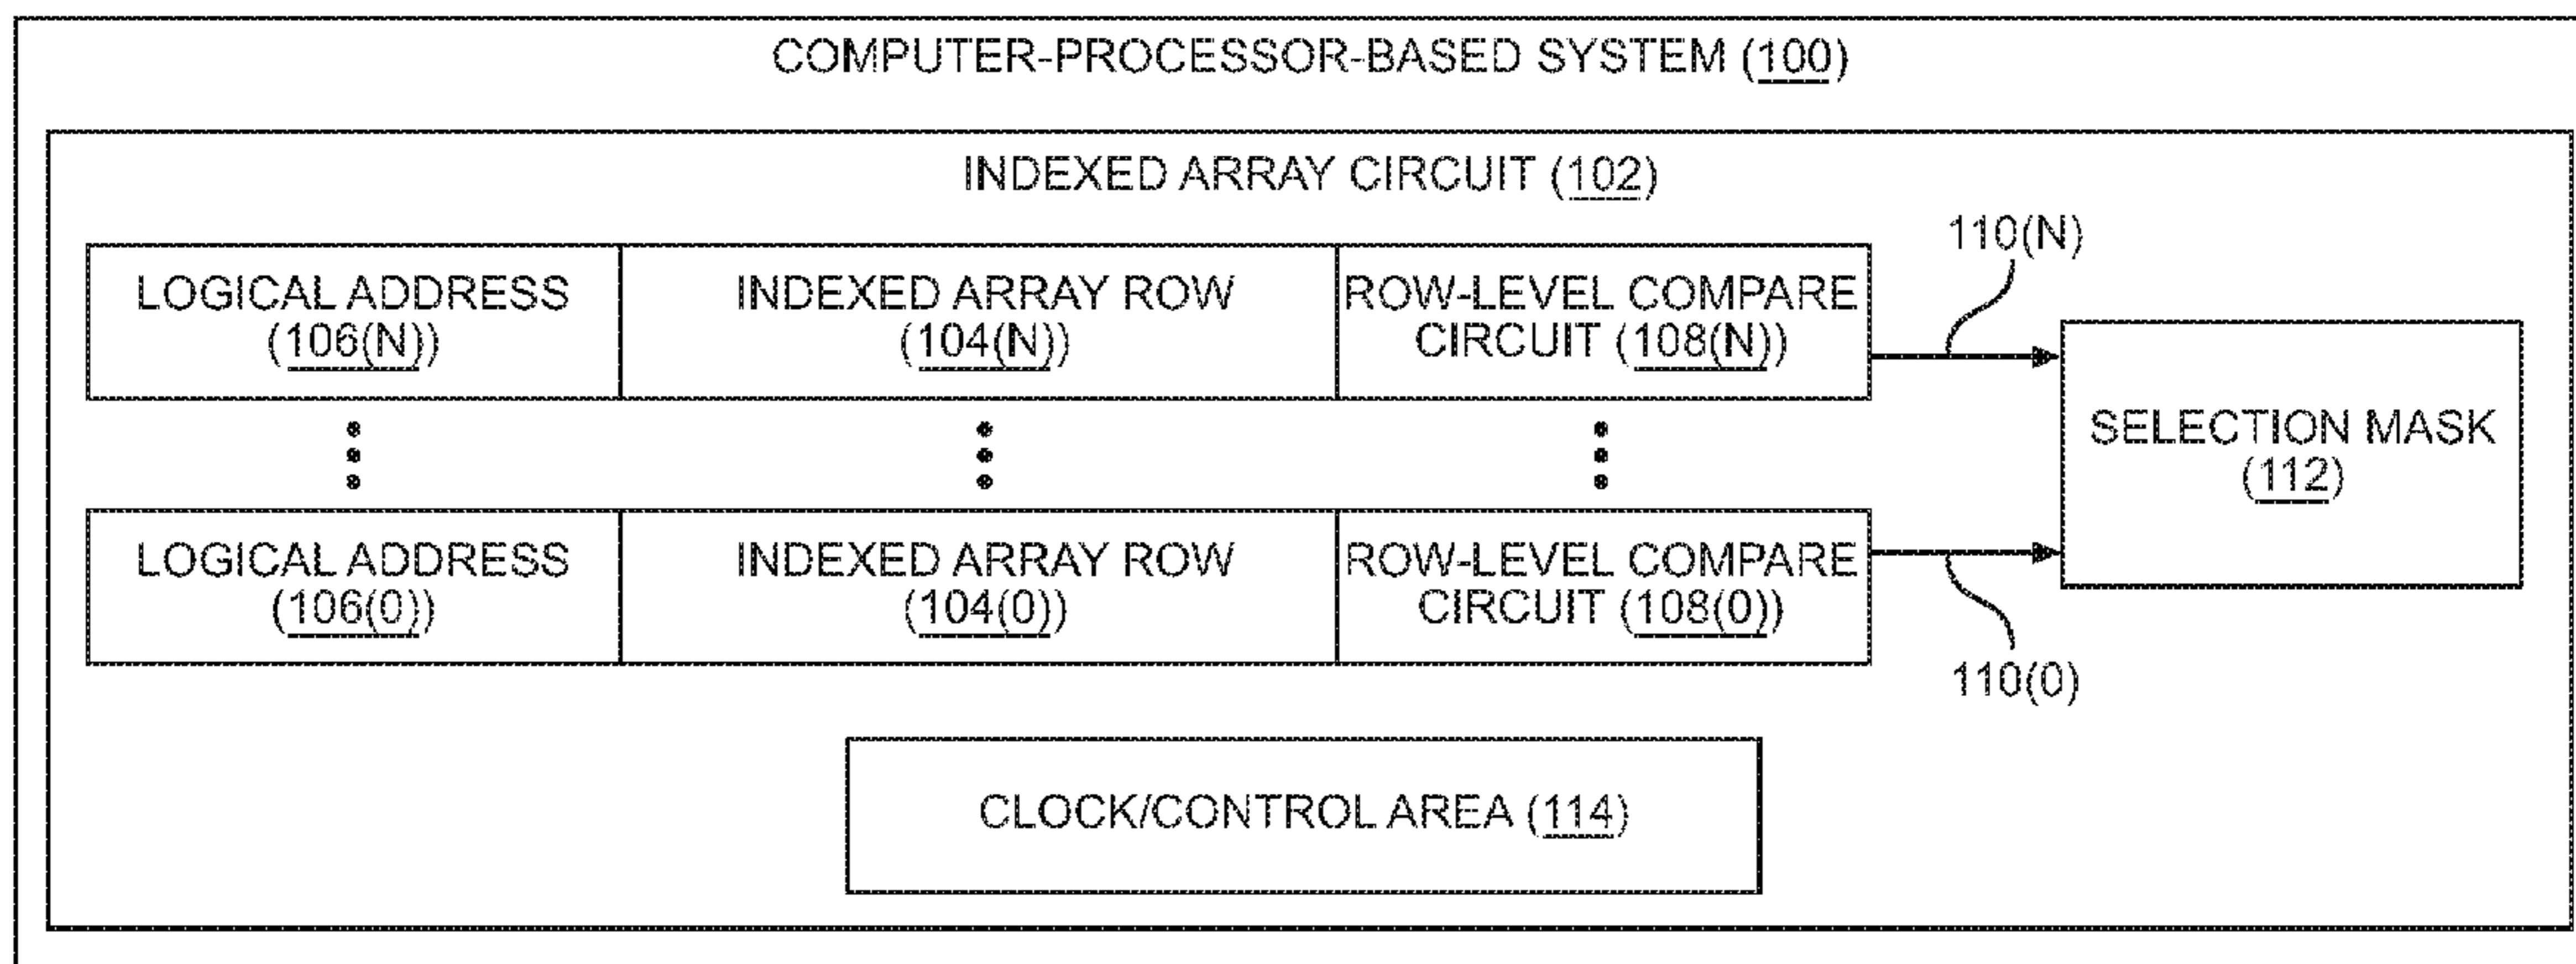 COMPUTER-PROCESSOR-BASED SYSTEM (100)
INDEXED ARRAY CIRCUIT (102)
110(N)
LOGICAL ADDRESS
(106(N))
INDEXED ARRAY ROW
(104(N))
ROW-LEVEL COMPARE
CIRCUIT (108(N))
SELECTION MASK
(112)
LOGICAL ADDRESS
(106(0))
INDEXED ARRAY ROW
(104(0))
ROW-LEVEL COMPARE
CIRCUIT (108(0))
110(0)
CLOCK/CONTROL AREA (114)